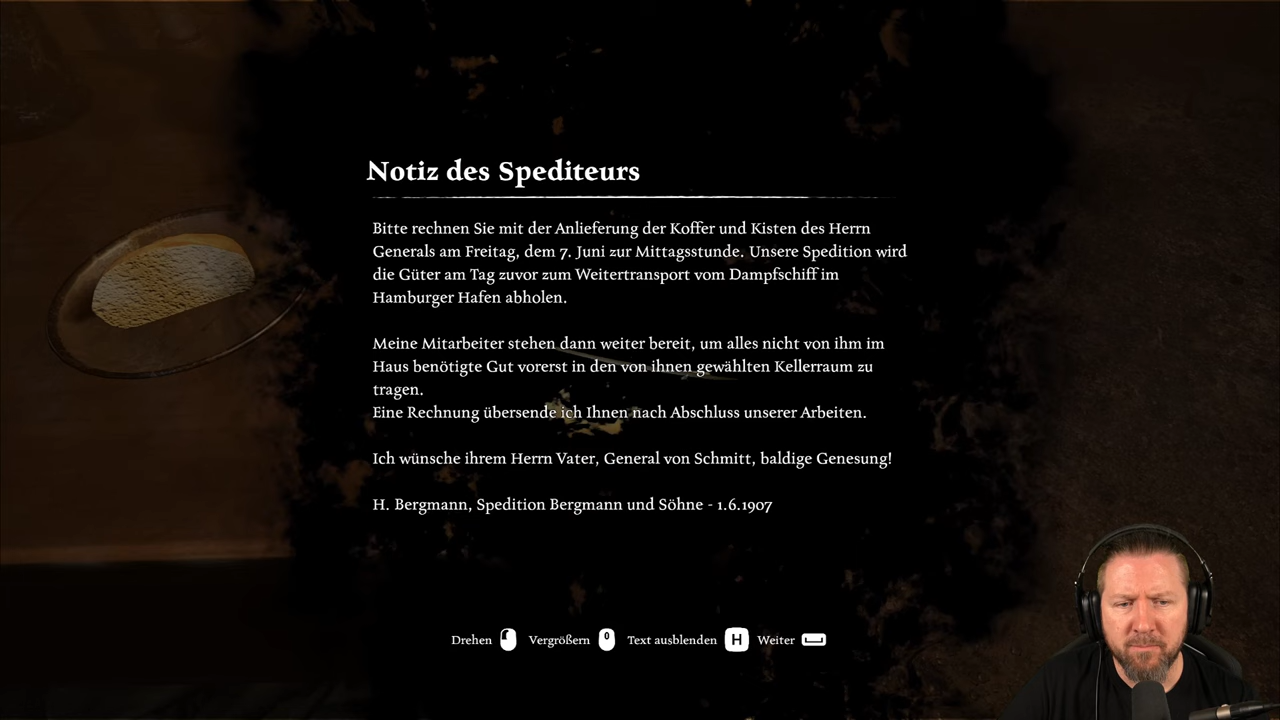 Notiz des Spediteurs
Bitte rechnen Sie mit der Anlieferung der Koffer und Kisten des Herrn
Generals am Freitag, dem 7. Juni zur Mittagsstunde. Unsere Spedition wird
die Güter am Tag zuvor zum Weitertransport vom Dampfschiff im
Hamburger Hafen abholen.
Meine Mitarbeiter stehen dann weiter bereit, um alles nicht von ihm im
Haus benötigte Gut vorerst in den von ihnen gewählten Kellerraum zu
tragen.
Eine Rechnung übersende ich Ihnen nach Abschluss unserer Arbeiten.
Ich wünsche ihrem Herrn Vater, General von Schmitt, baldige Genesung!
H. Bergmann, Spedition Bergmann und Söhne - 1.6.1907
Drehen Vergrößern 0 Text ausblenden H Weiter